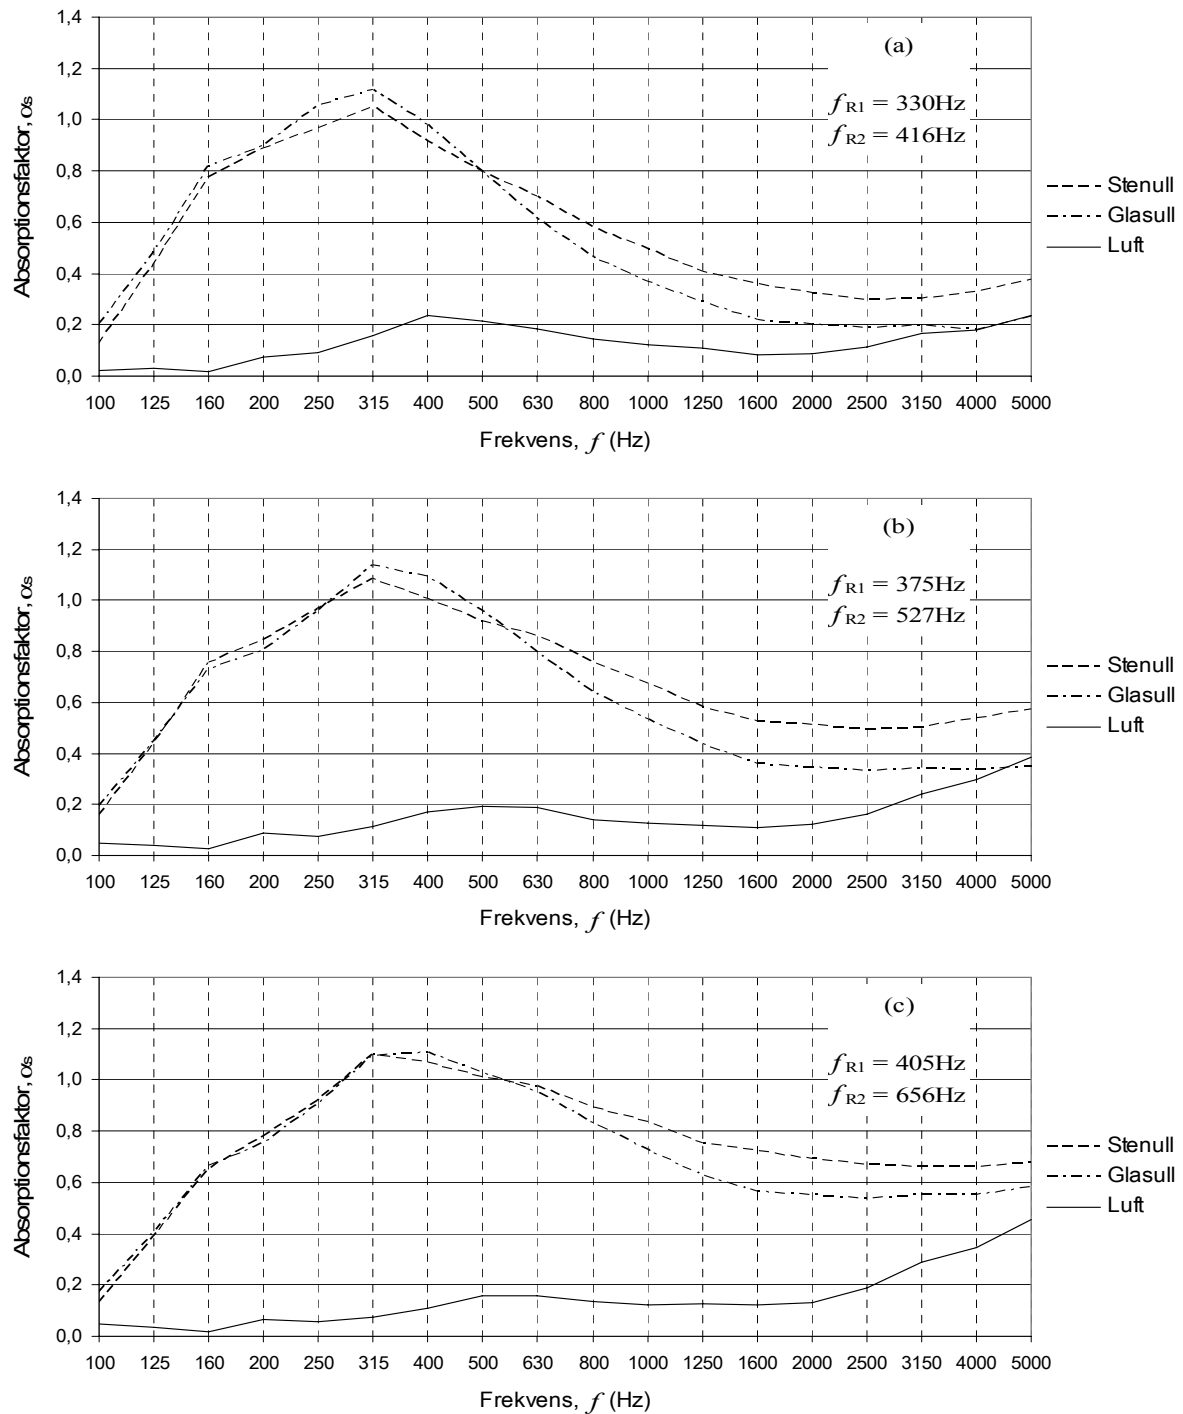 1,4
(a)
1,2
f R1 = 330Hz
1,0
f R2 = 416Hz
0,8
Stenull
0,6
Glasull
Luft
0,4
0,2
0,0
Absorptionsfaktor, αs
100 125 160 200 250 315 400 500 630 800 1000 1250 1600 2000 2500 3150 4000 5000
Frekvens, f (Hz)
1,4
(b)
1,2
f R1 = 375Hz
1,0
f R2 = 527Hz
0,8
Stenull
0,6
Glasull
Luft
0,4
0,2
0,0
Absorptionsfaktor, αs
100 125 160 200 250 315 400 500 630 800 1000 1250 1600 2000 2500 3150 4000 5000
Frekvens, f (Hz)
1,4
(c)
1,2
f R1 = 405Hz
1,0
f R2 = 656Hz
0,8
Stenull
0,6
Glasull
Luft
0,4
0,2
0,0
Absorptionsfaktor, αs
100 125 160 200 250 315 400 500 630 800 1000 1250 1600 2000 2500 3150 4000 5000
Frekvens, f (Hz)